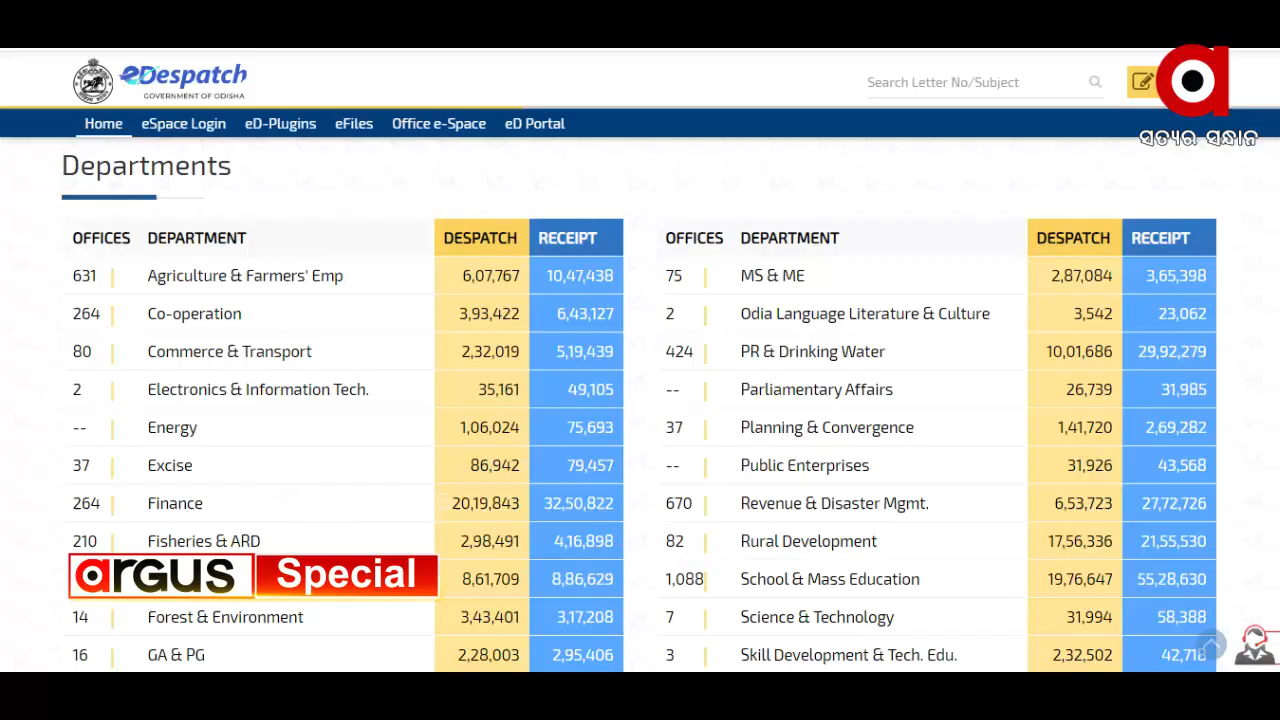 eDespatch
GOVERNMENT OF ODISHA
Search Letter No/Subject
ସତ୍ୟର ସନ୍ଧାନ
Home eSpace Login eD-Plugins eFiles Office e-Space eD Portal
Departments
OFFICES DEPARTMENT DESPATCH RECEIPT
631 Agriculture & Farmers' Emp 6,07,767 10,47,438
264 Co-operation 3,93,422 6,43,127
80 Commerce & Transport 2,32,019 5,19,439
2 Electronics & Information Tech. 35,161 49,105
-- Energy 1,06,024 75,693
37 Excise 86,942 79,457
264 Finance 20,19,843 32,50,822
210 Fisheries & ARD 2,98,491 4,16,898
8,61,709 8,86,629
14 Forest & Environment 3,43,401 3,17,208
16 GA & PG 2,28,003 2,95,406
OFFICES DEPARTMENT DESPATCH RECEIPT
75 MS & ME 2,87,084 3,65,398
2 Odia Language Literature & Culture 3,542 23,062
424 PR & Drinking Water 10,01,686 29,92,279
-- Parliamentary Affairs 26,739 31,985
37 Planning & Convergence 1,41,720 2,69,282
-- Public Enterprises 31,926 43,568
670 Revenue & Disaster Mgmt. 6,53,723 27,72,726
82 Rural Development 17,56,336 21,55,530
1,088 School & Mass Education 19,76,647 55,28,630
7 Science & Technology 31,994 58,388
3 Skill Development & Tech. Edu. 2,32,502
argus Special